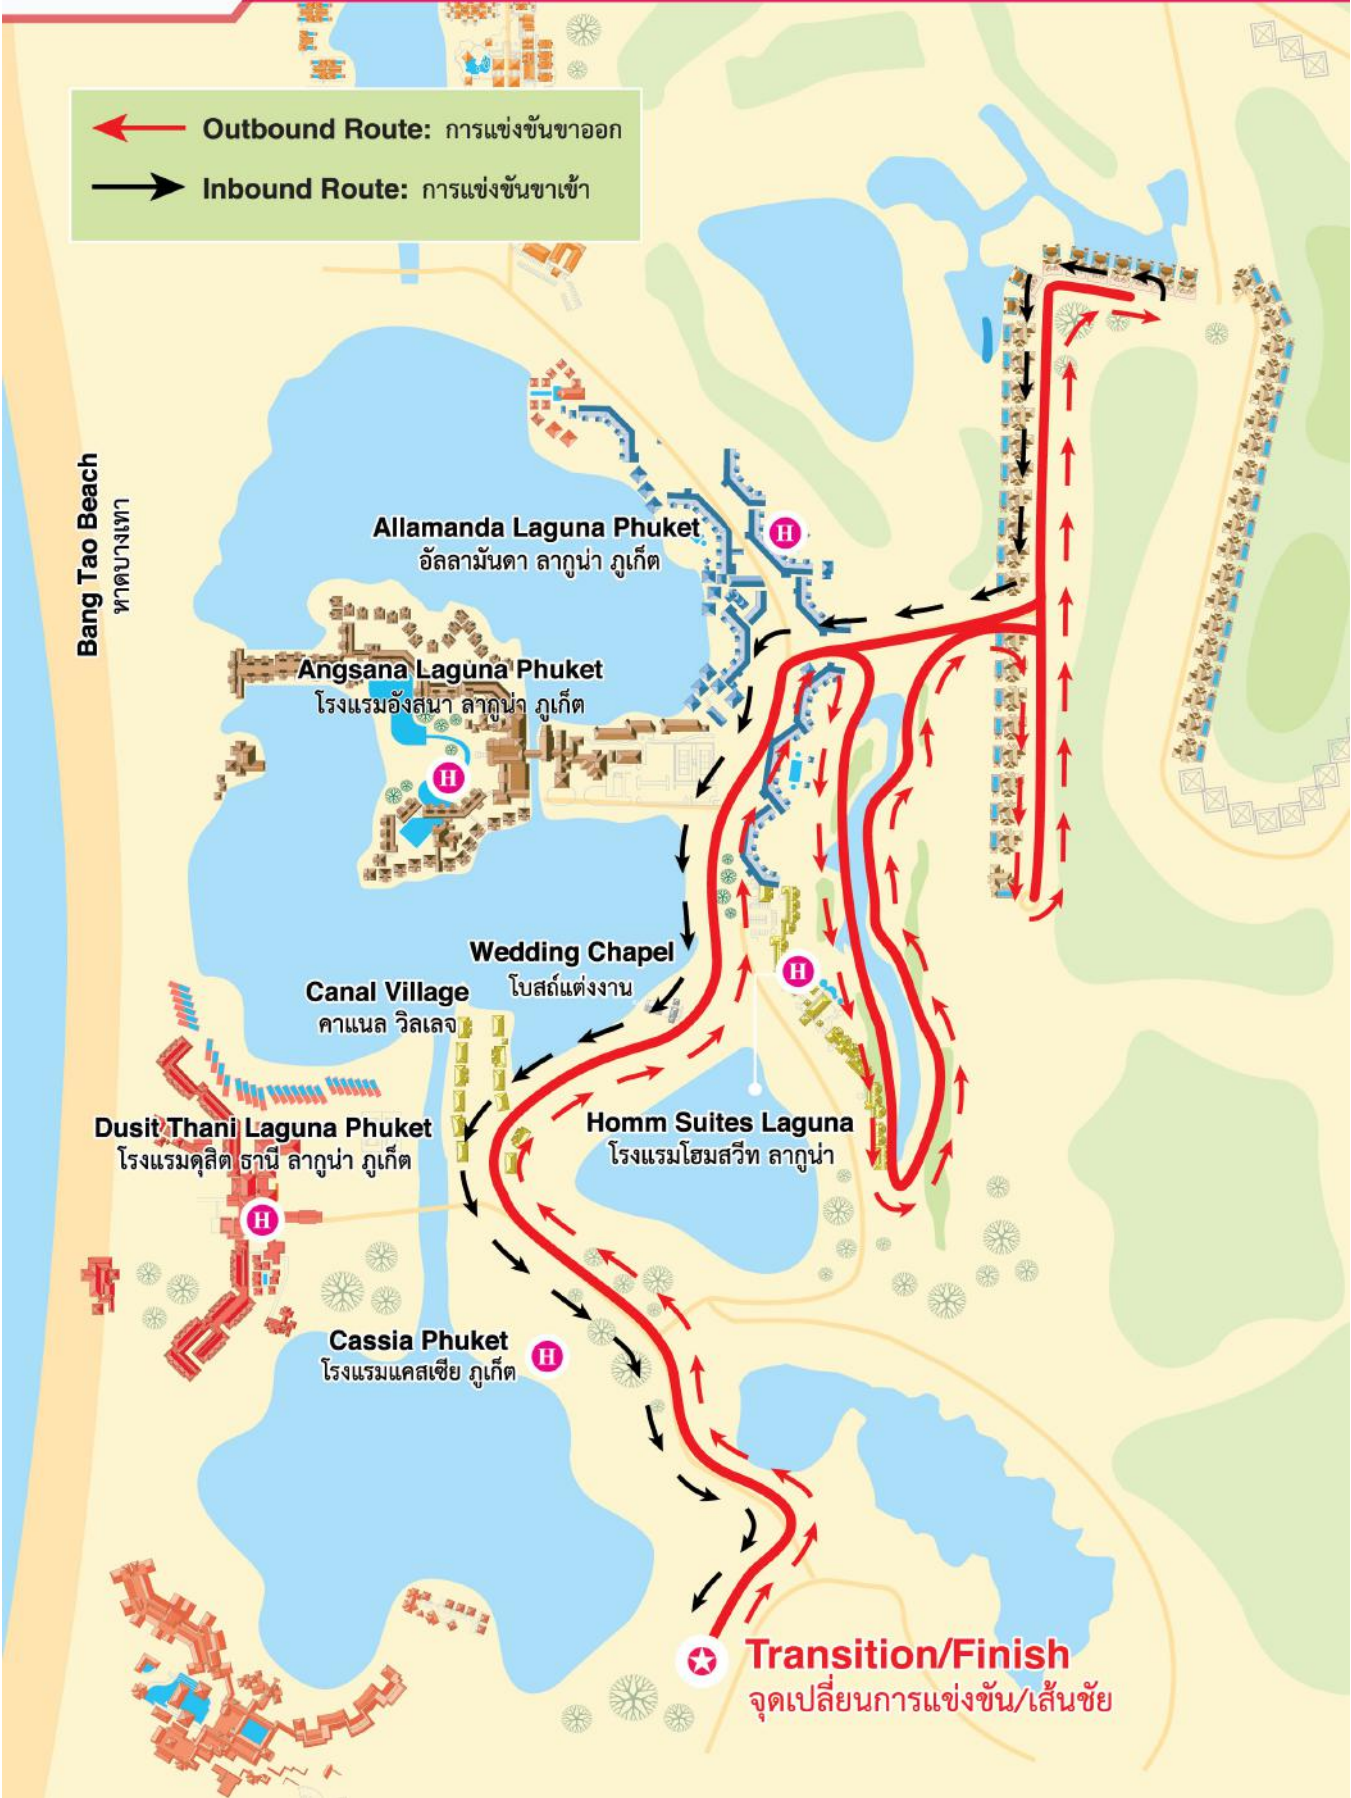 Outbound Route: การแข่งขันขาออก
Inbound Route: การแข่งขันขาเข้า
Bang Tao Beach
หาดบางเทา
Allamanda Laguna Phuket
อัลลามันดา ลากูน่า ภูเก็ต
H
Angsana Laguna Phuket
โรงแรมอังสนา ลากูน่า ภูเก็ต
H
Wedding Chapel
โบสถ์แต่งงาน
H
Canal Village
คาแนล วิลเลจ
Dusit Thani Laguna Phuket
โรงแรมดุสิต ธานี ลากูน่า ภูเก็ต
H
Homm Suites Laguna
โรงแรมโฮมสวีท ลากูน่า
Cassia Phuket
โรงแรมแคสเซีย ภูเก็ต
H
Transition/Finish
จุดเปลี่ยนการแข่งขัน/เส้นชัย